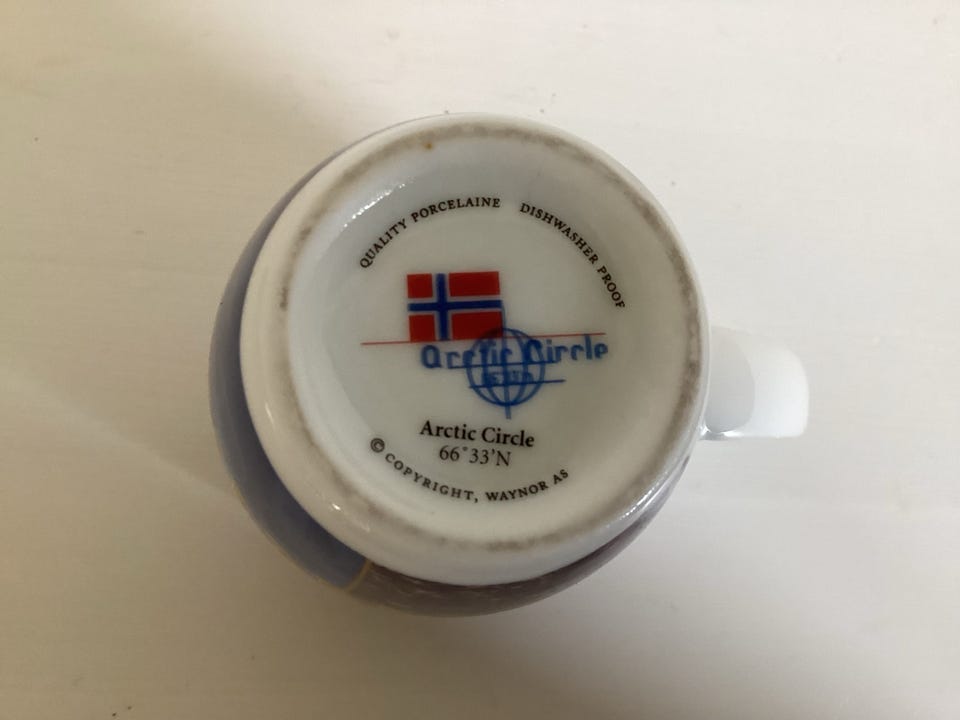 QUALITY PORCELAINE DISHWASHER PROOF
Arctic Circle
Arctic Circle
66°33'N
© COPYRIGHT, WAYNOR AS